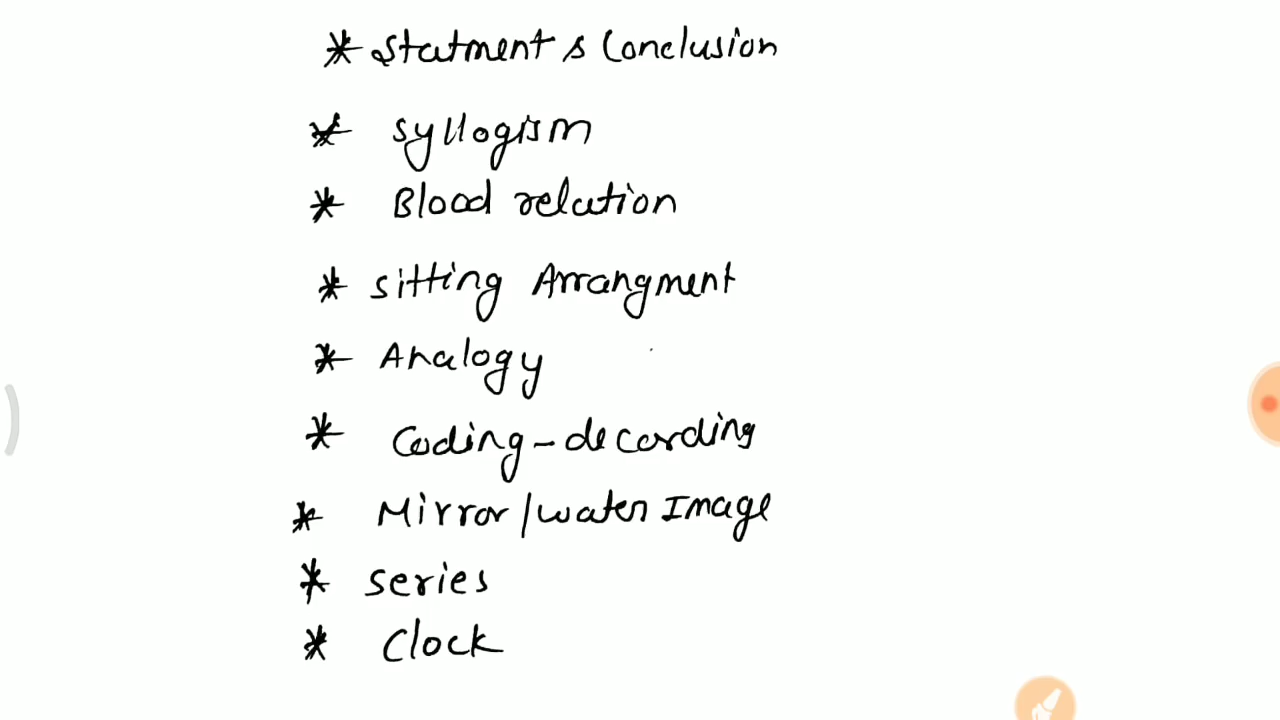 * Statment & Conclusion
* Syllogism
* Blood relation
* sitting Arrangment
* Analogy
* Coding-decording
* Mirror/water Image
* series
* Clock